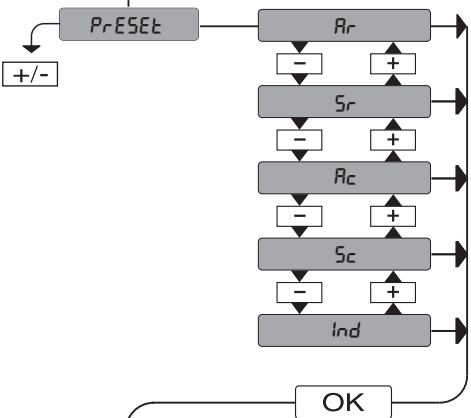 PrESEt
Ar
+/-
- +
Sr
- +
Ac
- +
Sc
- +
Ind
OK